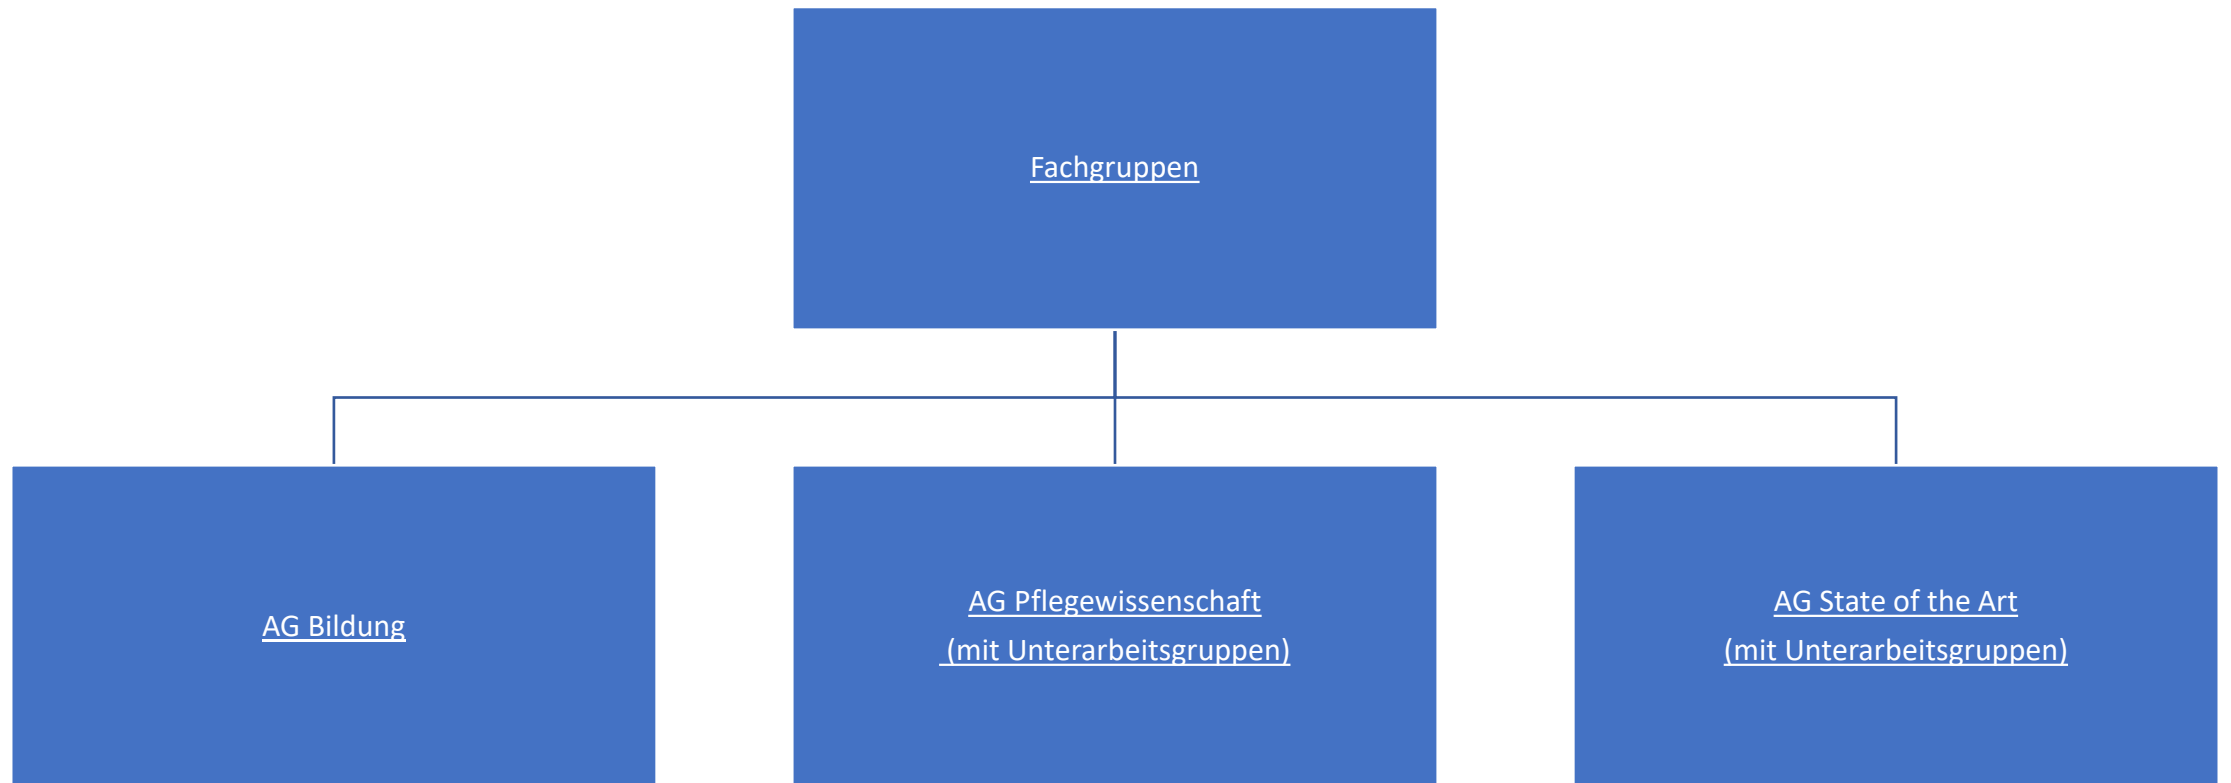 Fachgruppen
AG Bildung
AG Pflegewissenschaft
(mit Unterarbeitsgruppen)
AG State of the Art
(mit Unterarbeitsgruppen)